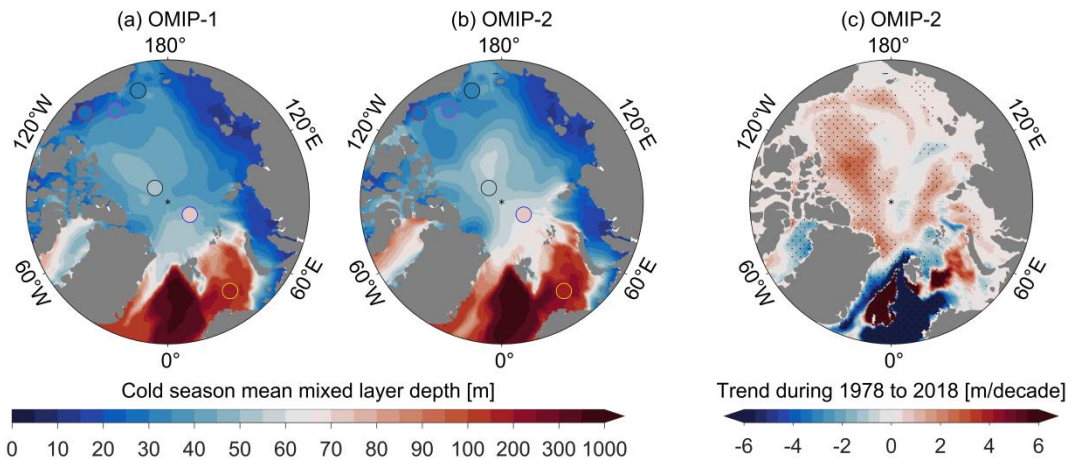 (a) OMIP-1
(b) OMIP-2
(c) OMIP-2
180°
180°
180°
120°W
120°E
120°W
120°E
120°W
120°E
60°W
60°E
60°W
60°E
60°W
60°E
0°
0°
0°
Cold season mean mixed layer depth [m]
0 10 20 30 40 50 60 70 80 90 100 200 300 1000
Trend during 1978 to 2018 [m/decade]
-6 -4 -2 0 2 4 6